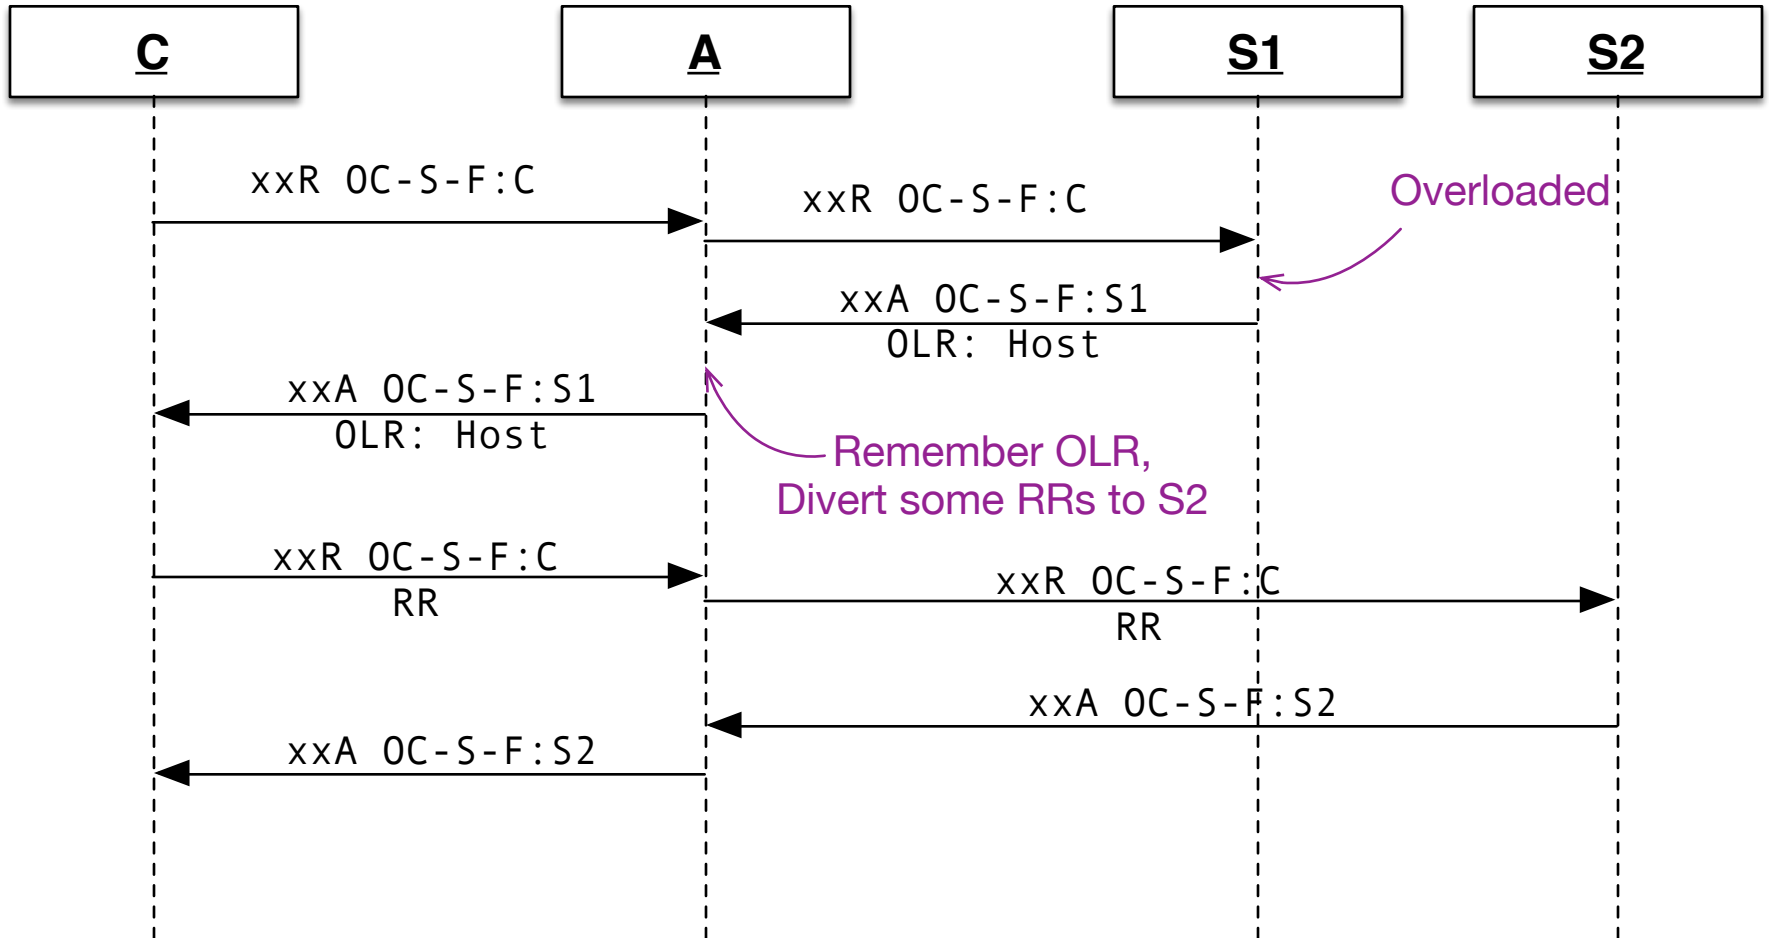 C
A
S1
S2
xxR OC-S-F:C
xxR OC-S-F:C
Overloaded
xxA OC-S-F:S1
OLR: Host
xxA OC-S-F:S1
OLR: Host
Remember OLR,
Divert some RRs to S2
xxR OC-S-F:C
RR
xxR OC-S-F:C
RR
xxA OC-S-F:S2
xxA OC-S-F:S2